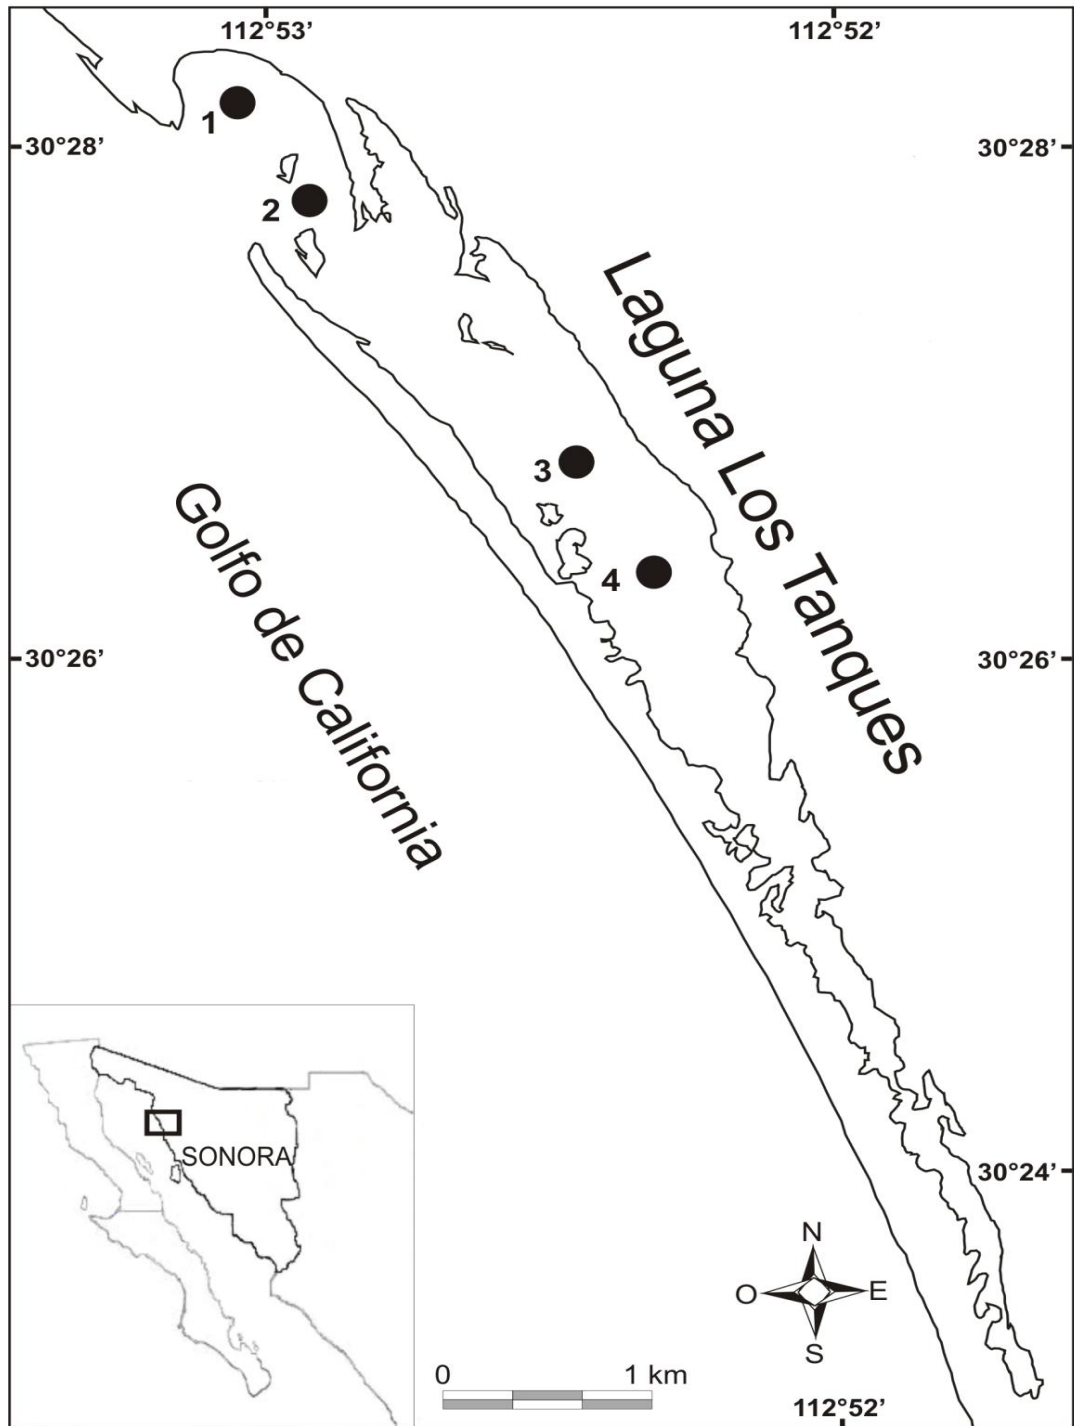 112°53’
112°52’
1
30°28’
30°28’
2
Laguna Los Tanques
3
Golfo de California
4
30°26’
30°26’
SONORA
30°24’
N
O
E
S
0
1 km
112°52’